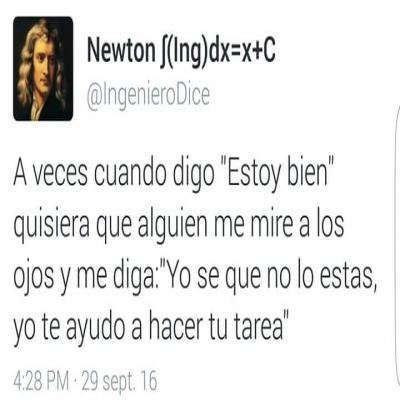 Newton ∫(Ing)dx=x+C
@IngenieroDice
A veces cuando digo "Estoy bien"
quisiera que alguien me mire a los
ojos y me diga:"Yo se que no lo estas,
yo te ayudo a hacer tu tarea"
4:28 PM · 29 sept. 16